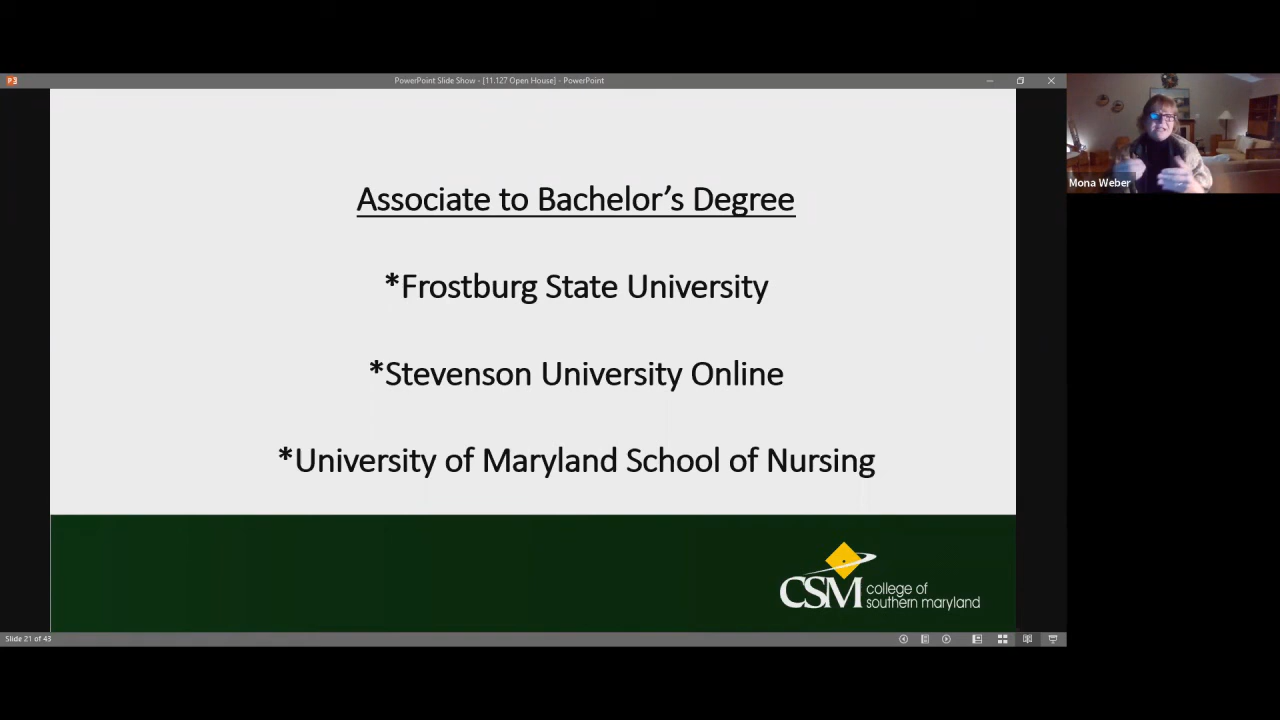 PowerPoint Slide Show - [11.127 Open House] - PowerPoint
Associate to Bachelor’s Degree
*Frostburg State University
*Stevenson University Online
*University of Maryland School of Nursing
CSM college of
southern maryland
Mona Weber
Slide 21 of 43